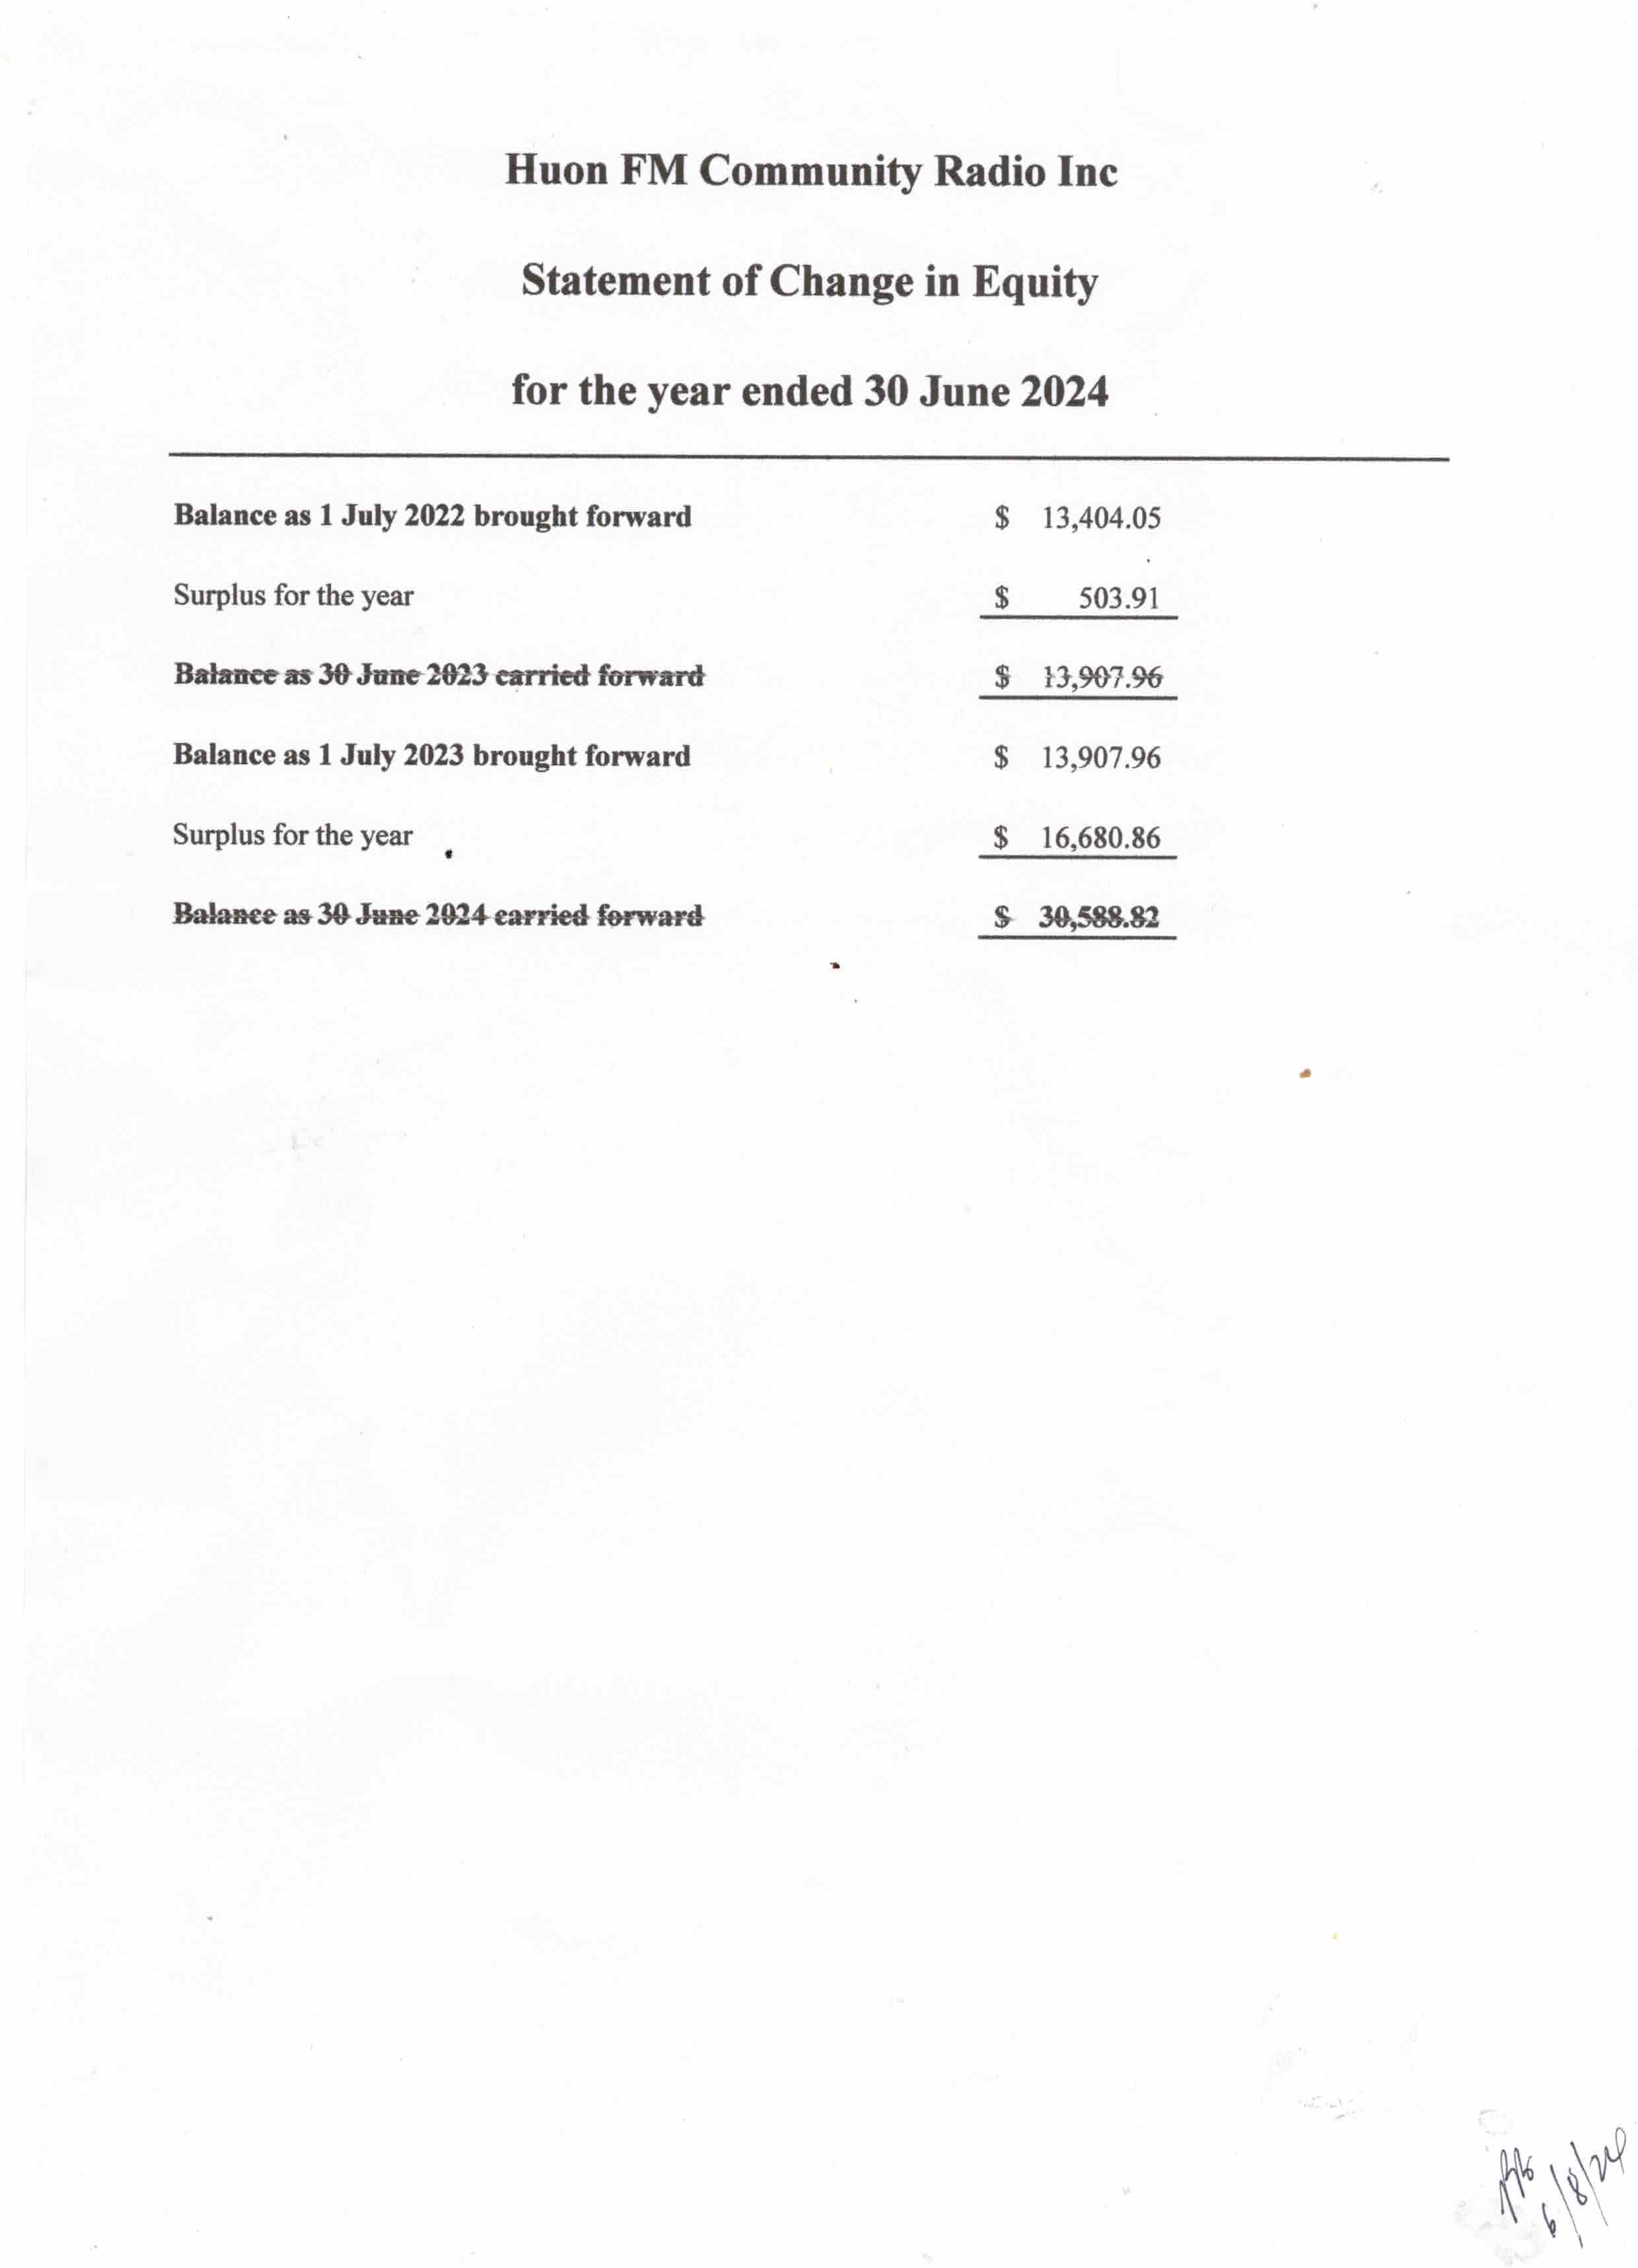 Huon FM Community Radio Inc
Statement of Change in Equity
for the year ended 30 June 2024
Balance as 1 July 2022 brought forward $ 13,404.05
Surplus for the year $ 503.91
Balance as 30 June 2023 carried forward $ 13,907.96
Balance as 1 July 2023 brought forward $ 13,907.96
Surplus for the year $ 16,680.86
Balance as 30 June 2024 carried forward $ 30,588.82
6/8/24